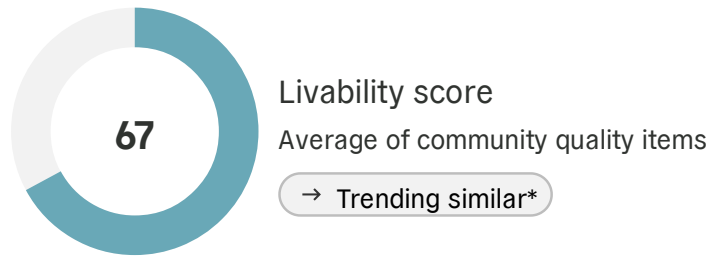 67
Livability score
Average of community quality items
→ Trending similar*